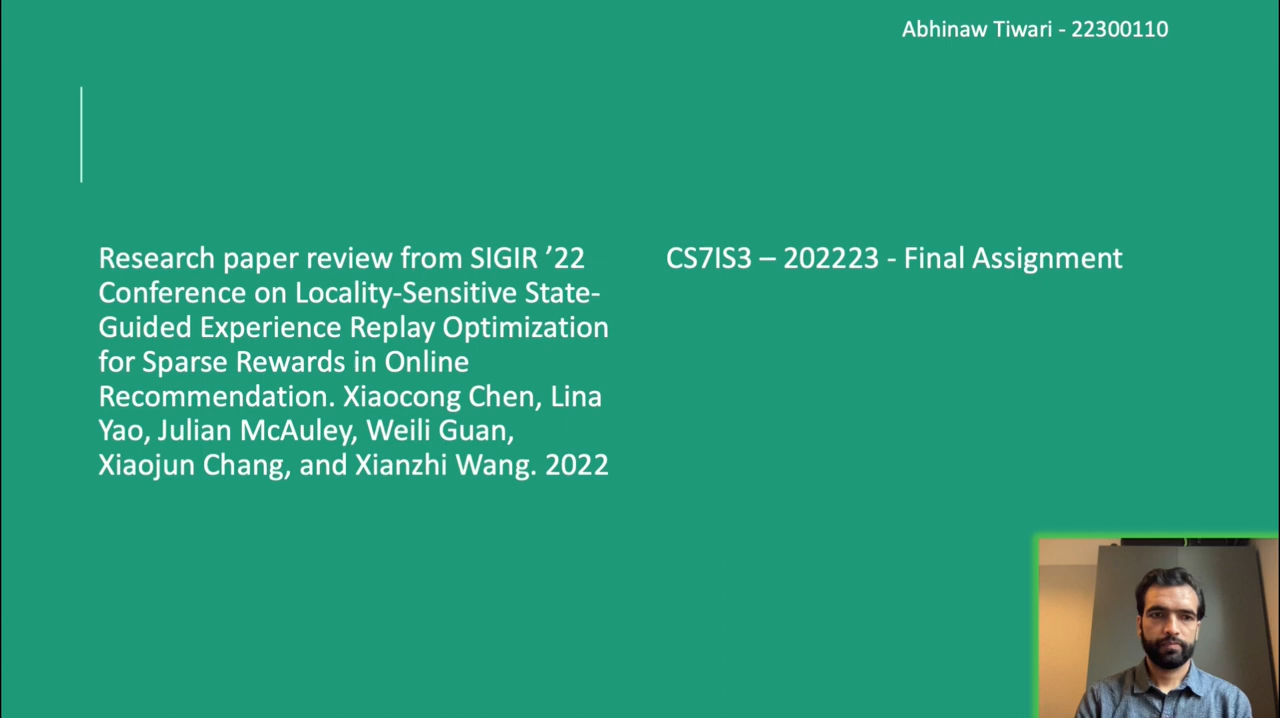 Abhinaw Tiwari - 22300110
Research paper review from SIGIR ’22
Conference on Locality-Sensitive State-
Guided Experience Replay Optimization
for Sparse Rewards in Online
Recommendation. Xiaocong Chen, Lina
Yao, Julian McAuley, Weili Guan,
Xiaojun Chang, and Xianzhi Wang. 2022
CS7IS3 – 202223 - Final Assignment